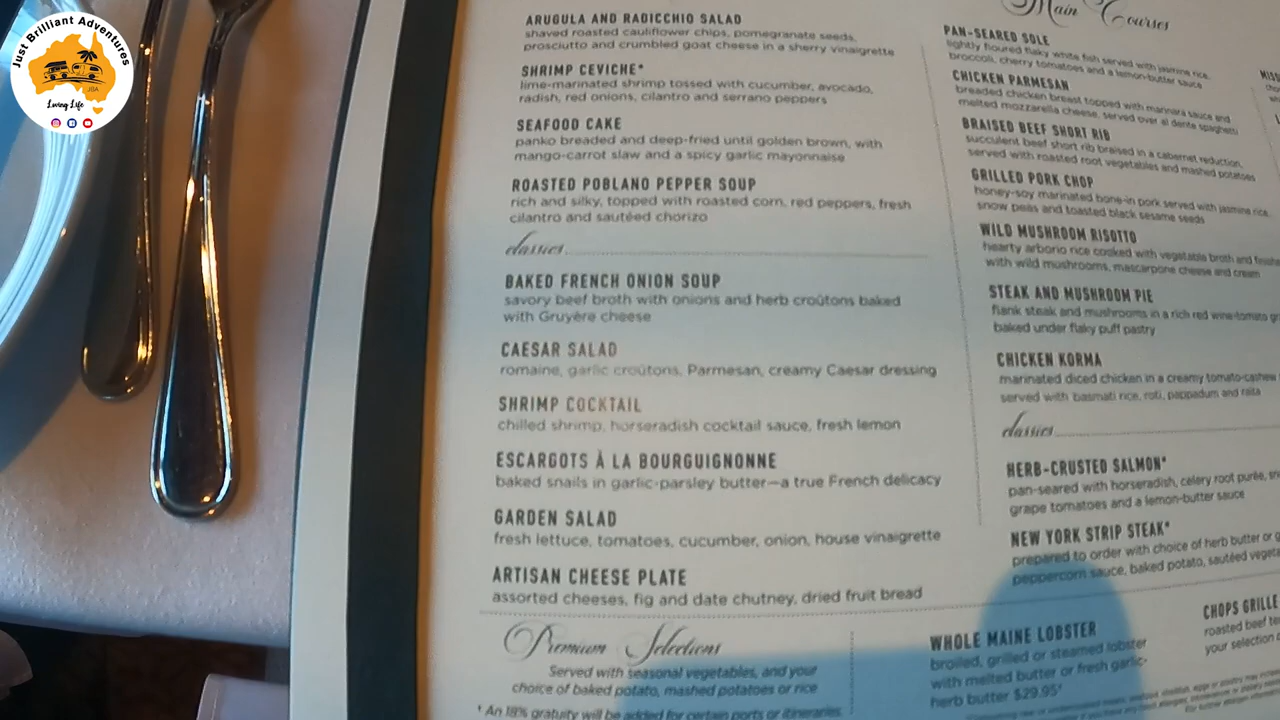 Just Brilliant Adventures
JBA
Loving Life
ARUGULA AND RADICCHIO SALAD
shaved roasted cauliflower chips, pomegranate seeds,
prosciutto and crumbled goat cheese in a sherry vinaigrette
SHRIMP CEVICHE*
lime-marinated shrimp tossed with cucumber, avocado,
radish, red onions, cilantro and serrano peppers
SEAFOOD CAKE
panko breaded and deep-fried until golden brown, with
mango-carrot slaw and a spicy garlic mayonnaise
ROASTED POBLANO PEPPER SOUP
rich and silky, topped with roasted corn, red peppers, fresh
cilantro and sautéed chorizo
classics
BAKED FRENCH ONION SOUP
savory beef broth with onions and herb croûtons baked
with Gruyère cheese
CAESAR SALAD
romaine, garlic croûtons, Parmesan, creamy Caesar dressing
SHRIMP COCKTAIL
chilled shrimp, horseradish cocktail sauce, fresh lemon
ESCARGOTS À LA BOURGUIGNONNE
baked snails in garlic-parsley butter—a true French delicacy
GARDEN SALAD
fresh lettuce, tomatoes, cucumber, onion, house vinaigrette
ARTISAN CHEESE PLATE
assorted cheeses, fig and date chutney, dried fruit bread
Main Courses
PAN-SEARED SOLE
lightly floured flaky white fish served with jasmine rice,
broccoli, cherry tomatoes and a lemon-butter sauce
CHICKEN PARMESAN
breaded chicken breast topped with marinara sauce and
melted mozzarella cheese, served over al dente spaghetti
BRAISED BEEF SHORT RIB
succulent beef short rib braised in a cabernet reduction,
served with roasted root vegetables and mashed potatoes
GRILLED PORK CHOP
honey-soy marinated bone-in pork served with jasmine rice,
snow peas and toasted black sesame seeds
WILD MUSHROOM RISOTTO
hearty arborio rice cooked with vegetable broth and
with wild mushrooms, mascarpone cheese and cream
STEAK AND MUSHROOM PIE
flank steak and mushrooms in a rich red wine-tomato
baked under flaky puff pastry
CHICKEN KORMA
marinated diced chicken in a creamy tomato-cashew
served with basmati rice, roti, pappadum and raita
classics
HERB-CRUSTED SALMON*
pan-seared with horseradish, celery root purée,
grape tomatoes and a lemon-butter sauce
NEW YORK STRIP STEAK*
prepared to order with choice of herb butter or
peppercorn sauce, baked potato, sautéed
Premium Selections
Served with seasonal vegetables, and your
choice of baked potato, mashed potatoes or rice
† An 18% gratuity will be added for certain ports or itineraries.
WHOLE MAINE LOBSTER
broiled, grilled or steamed lobster
with melted butter or fresh garlic-
herb butter $29.95†
CHOPS GRILLE
roasted beef
your selection